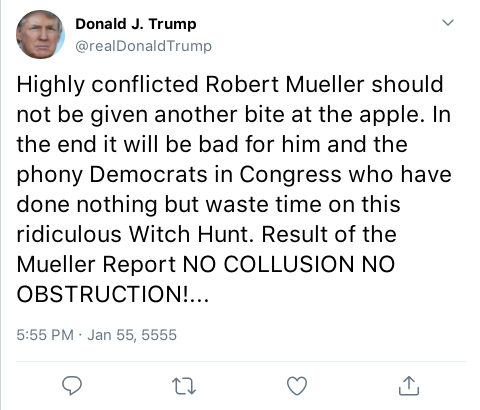 Donald J. Trump
@realDonaldTrump
Highly conflicted Robert Mueller should
not be given another bite at the apple. In
the end it will be bad for him and the
phony Democrats in Congress who have
done nothing but waste time on this
ridiculous Witch Hunt. Result of the
Mueller Report NO COLLUSION NO
OBSTRUCTION!...
5:55 PM · Jan 55, 5555